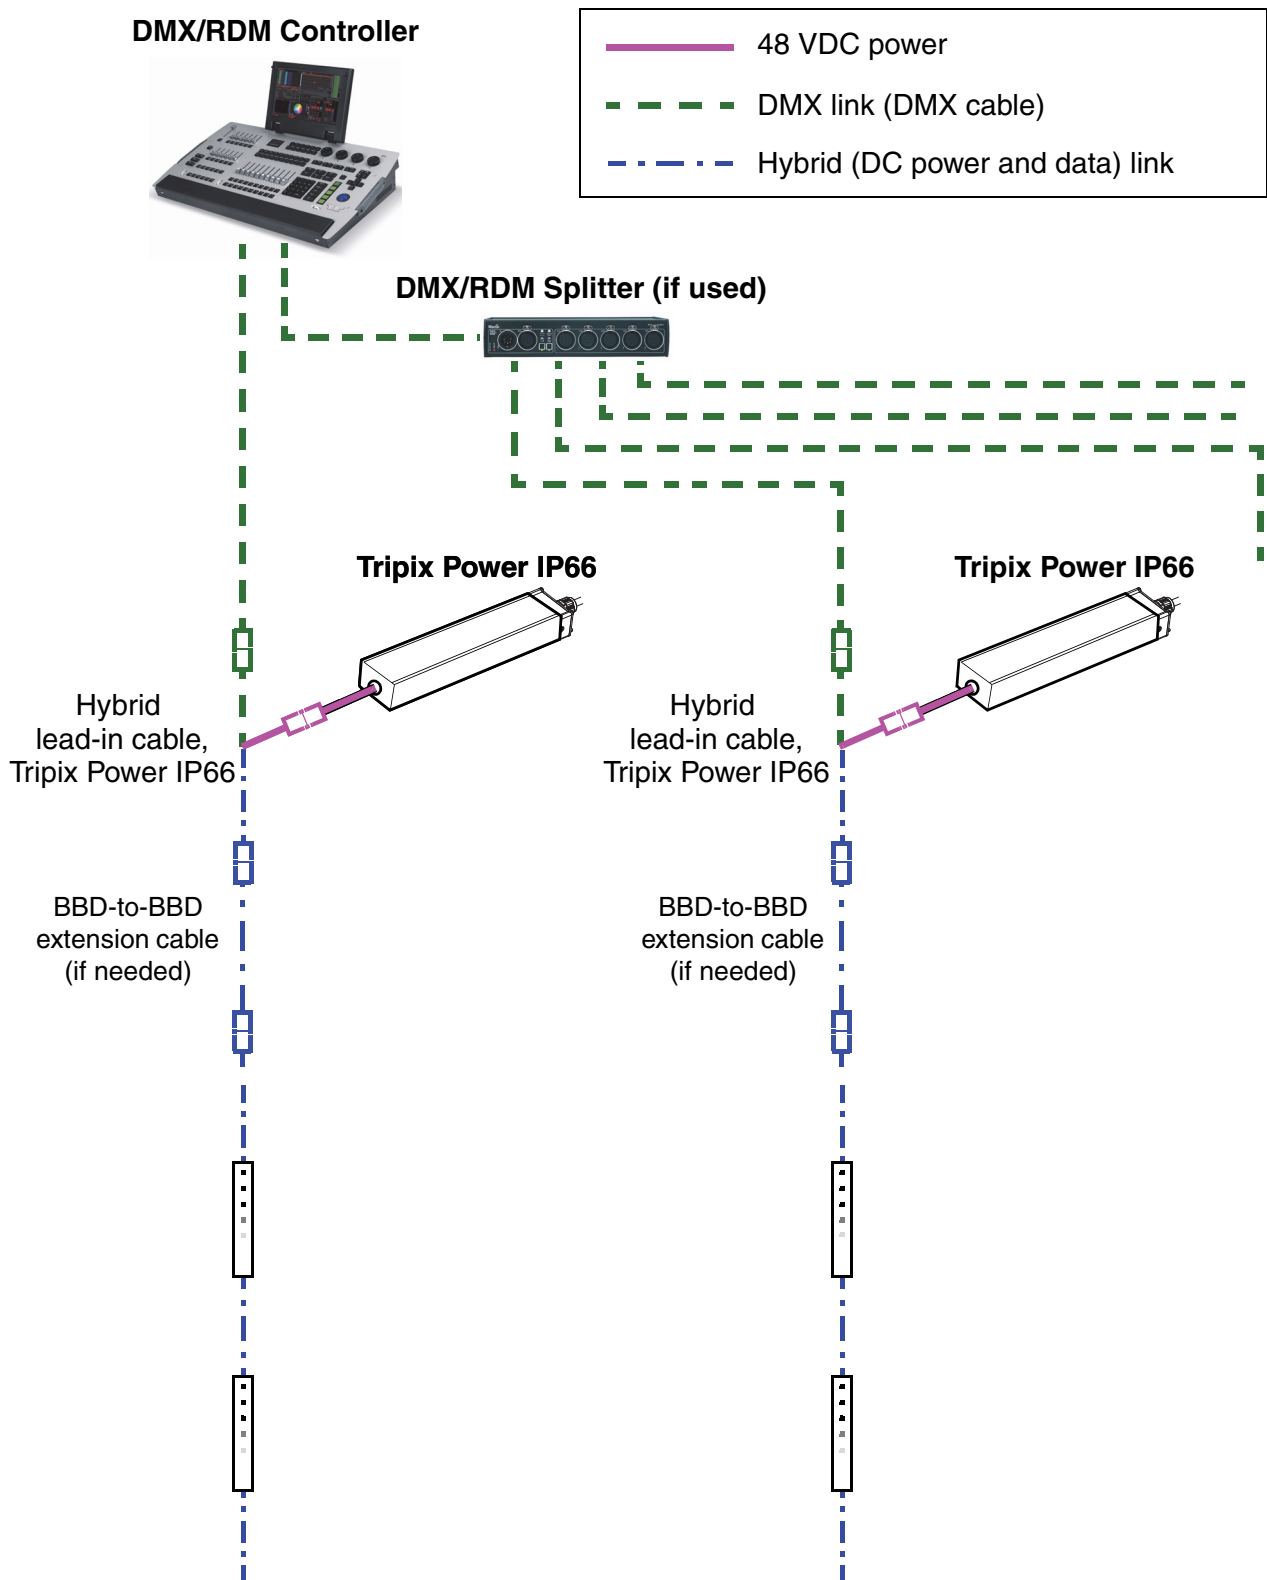 DMX/RDM Controller
48 VDC power
DMX link (DMX cable)
Hybrid (DC power and data) link
DMX/RDM Splitter (if used)
Tripix Power IP66
Tripix Power IP66
Hybrid
lead-in cable,
Tripix Power IP66
Hybrid
lead-in cable,
Tripix Power IP66
BBD-to-BBD
extension cable
(if needed)
BBD-to-BBD
extension cable
(if needed)